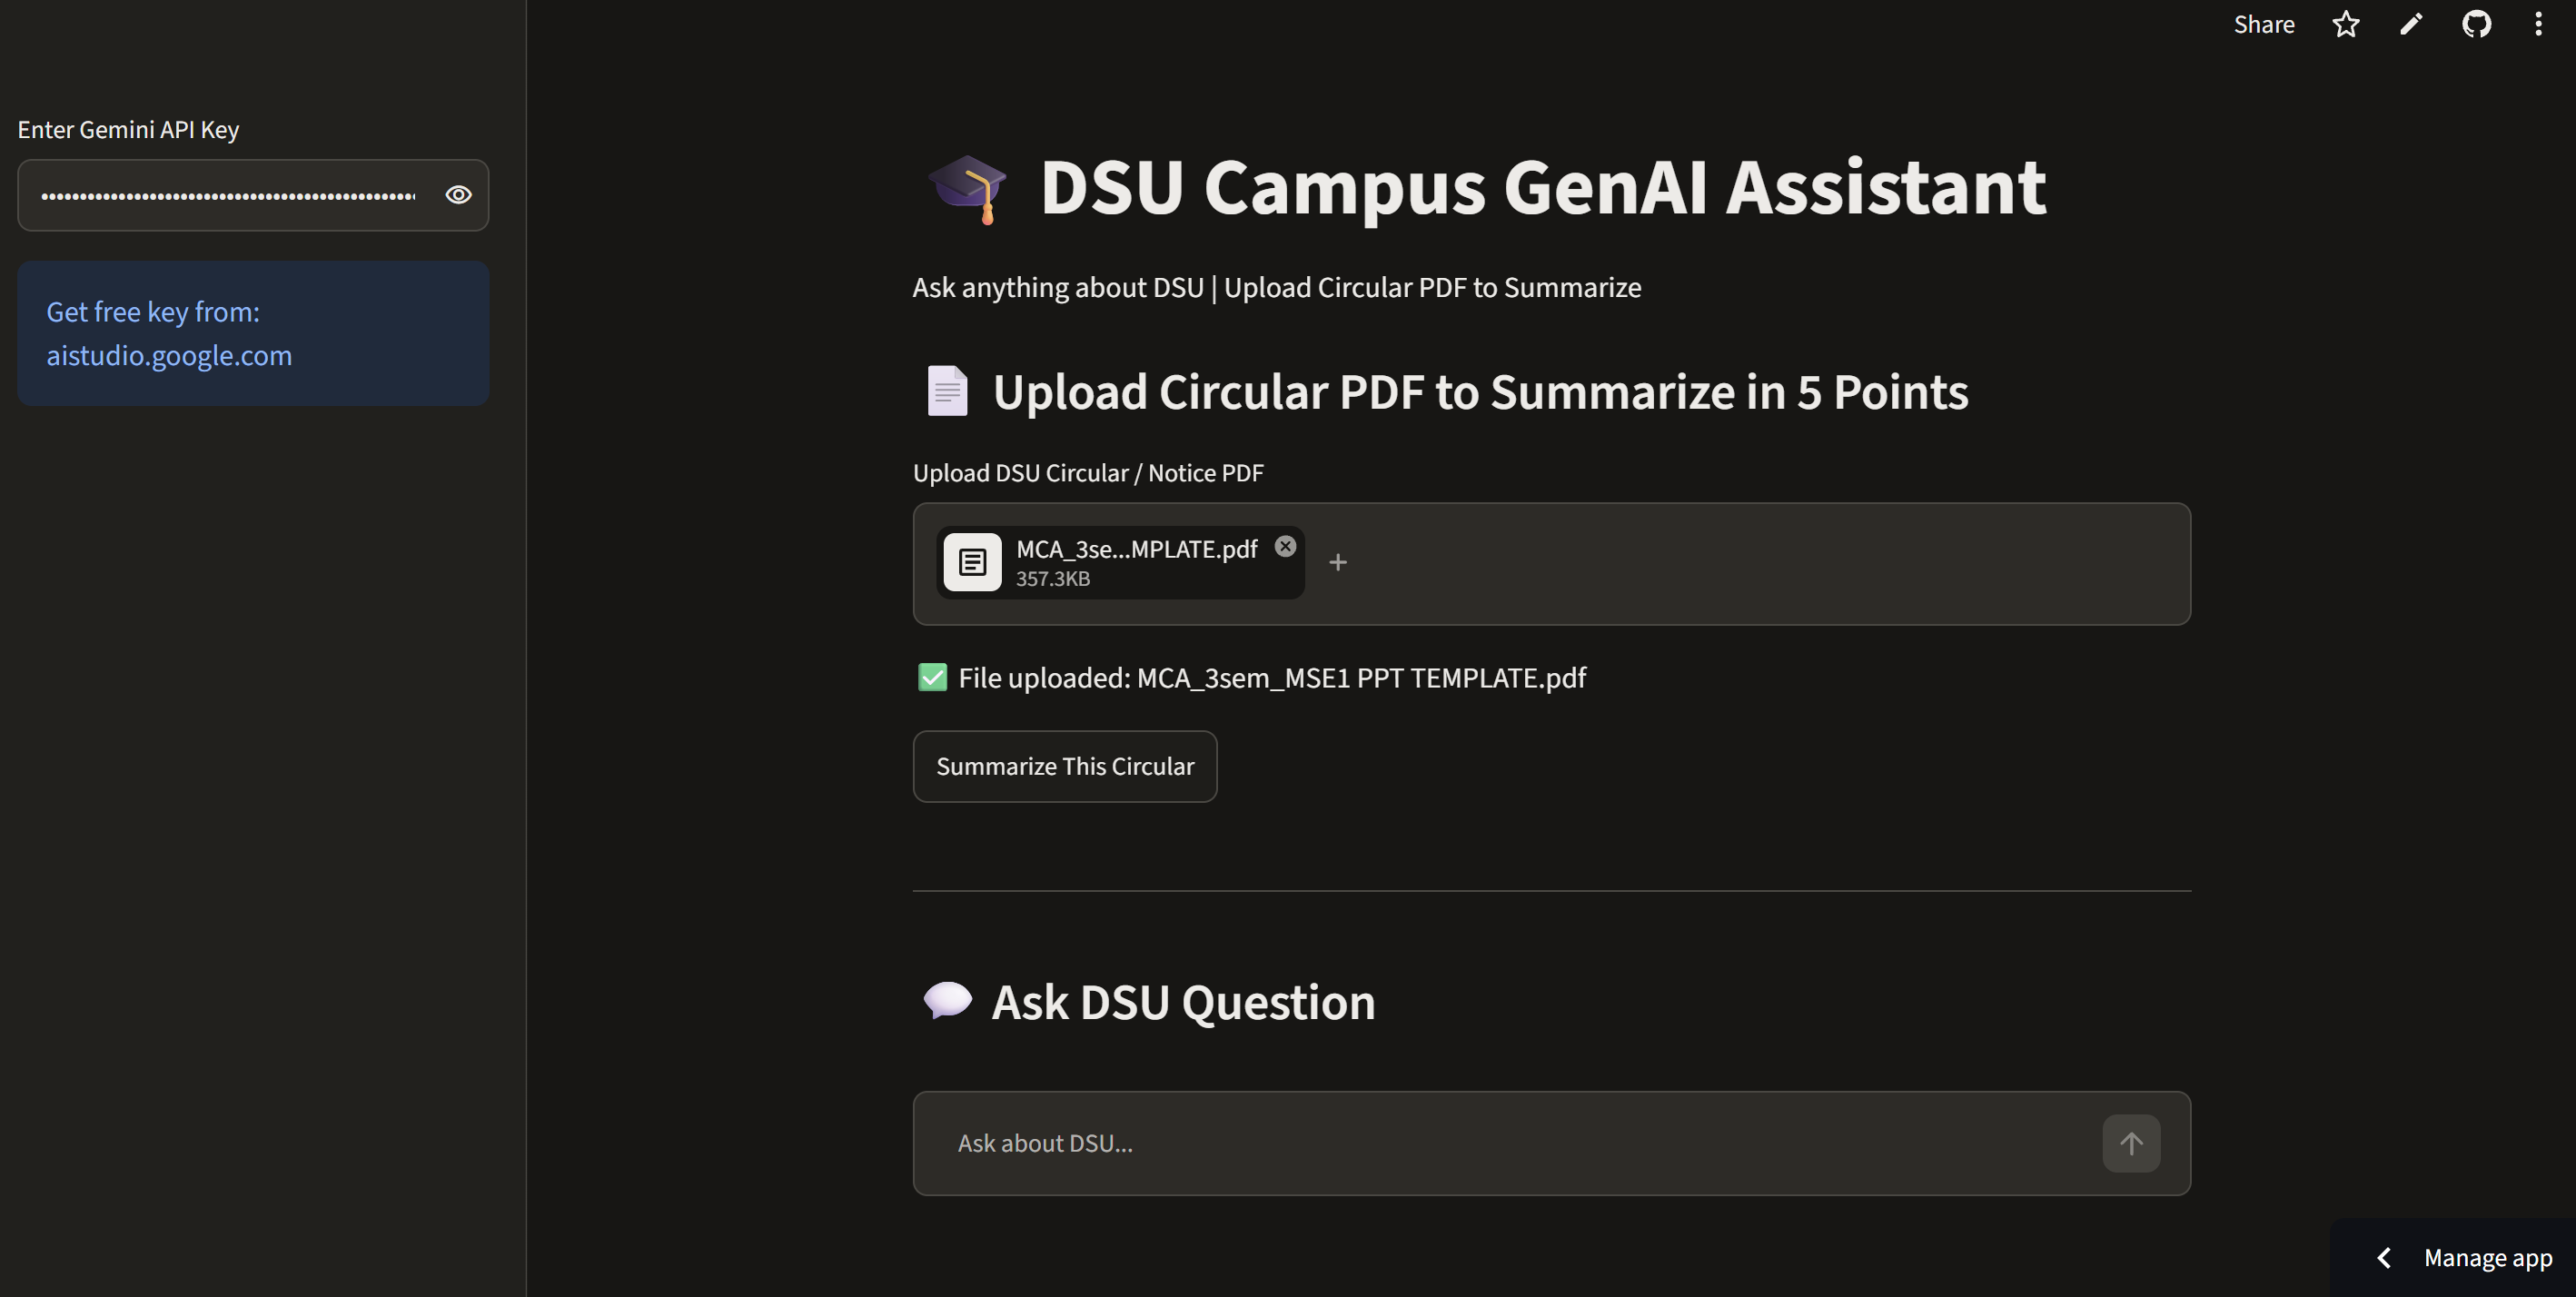 Share
Enter Gemini API Key
Get free key from:
aistudio.google.com
DSU Campus GenAI Assistant
Ask anything about DSU | Upload Circular PDF to Summarize
Upload Circular PDF to Summarize in 5 Points
Upload DSU Circular / Notice PDF
MCA_3se...MPLATE.pdf
357.3KB
File uploaded: MCA_3sem_MSE1 PPT TEMPLATE.pdf
Summarize This Circular
Ask DSU Question
Ask about DSU...
Manage app